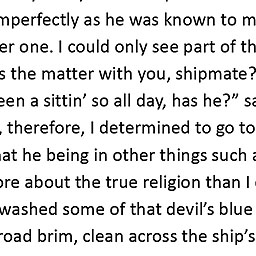 mperfectly as he was known to m
er one. I could only see part of th
s the matter with you, shipmate?
een a sittin’ so all day, has he?” sa
, therefore, I determined to go to
at he being in other things such a
ore about the true religion than I
washed some of that devil’s blue
road brim, clean across the ship’s